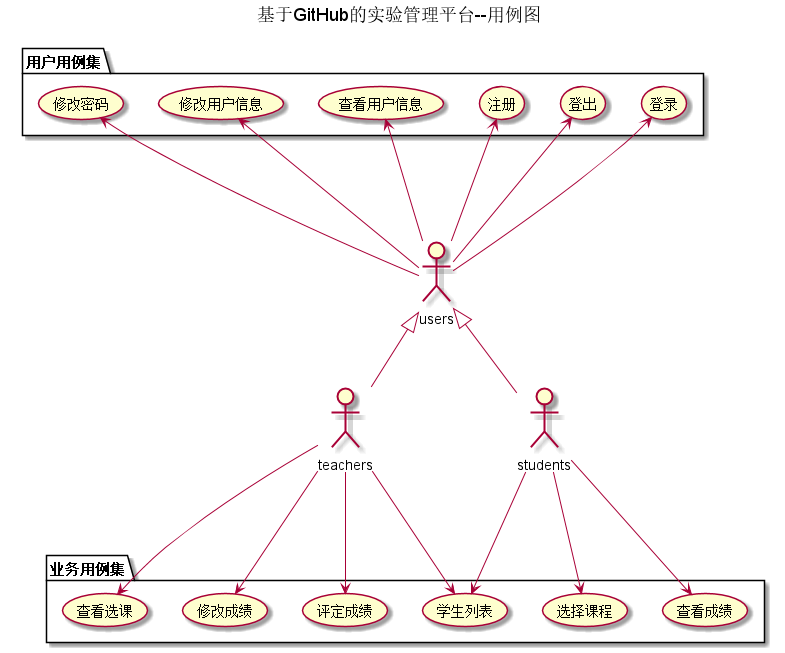 基于GitHub的实验管理平台--用例图
用户用例集
修改密码
修改用户信息
查看用户信息
注册
登出
登录
users
teachers
students
业务用例集
查看选课
修改成绩
评定成绩
学生列表
选择课程
查看成绩